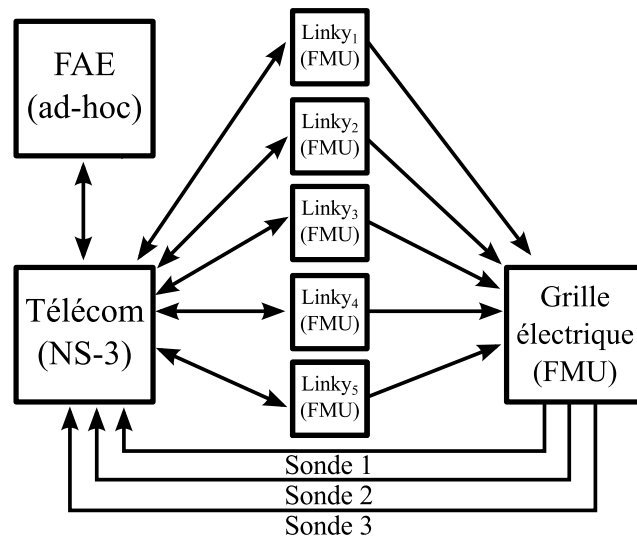 FAE
(ad-hoc)
Linky₁
(FMU)
Linky₂
(FMU)
Linky₃
(FMU)
Linky₄
(FMU)
Linky₅
(FMU)
Télécom
(NS-3)
Grille
électrique
(FMU)
Sonde 1
Sonde 2
Sonde 3